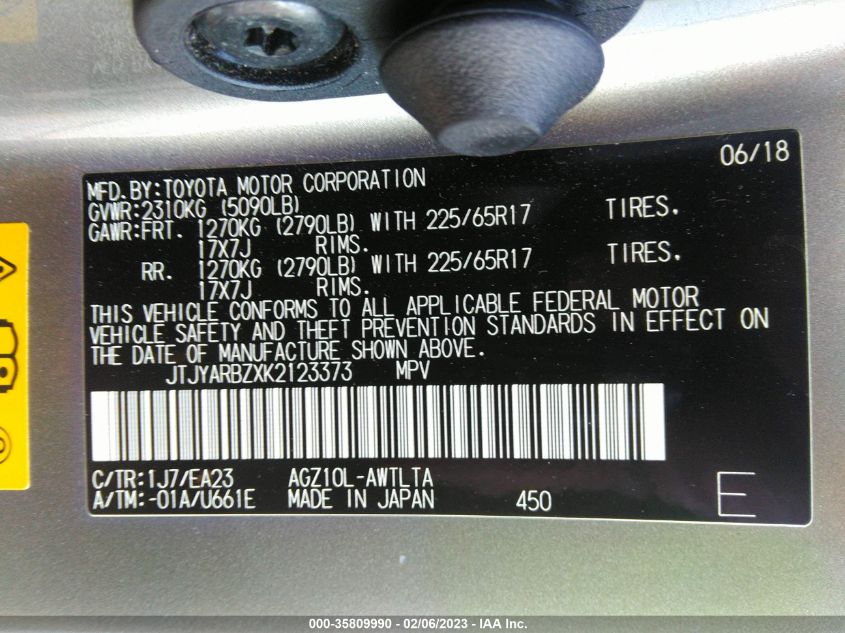 06/18
MFD.BY:TOYOTA MOTOR CORPORATION
GVWR:2310KG (5090LB)
GAWR:FRT. 1270KG (2790LB) WITH 225/65R17 TIRES.
17X7J RIMS.
RR. 1270KG (2790LB) WITH 225/65R17 TIRES.
17X7J RIMS.
THIS VEHICLE CONFORMS TO ALL APPLICABLE FEDERAL MOTOR
VEHICLE SAFETY AND THEFT PREVENTION STANDARDS IN EFFECT ON
THE DATE OF MANUFACTURE SHOWN ABOVE.
JTJYARBZXK2123373 MPV
C/TR:1J7/EA23 AGZ10L-AWTLTA
A/TM:-01A/U661E MADE IN JAPAN 450 E
000-35809990 - 02/06/2023 - IAA Inc.